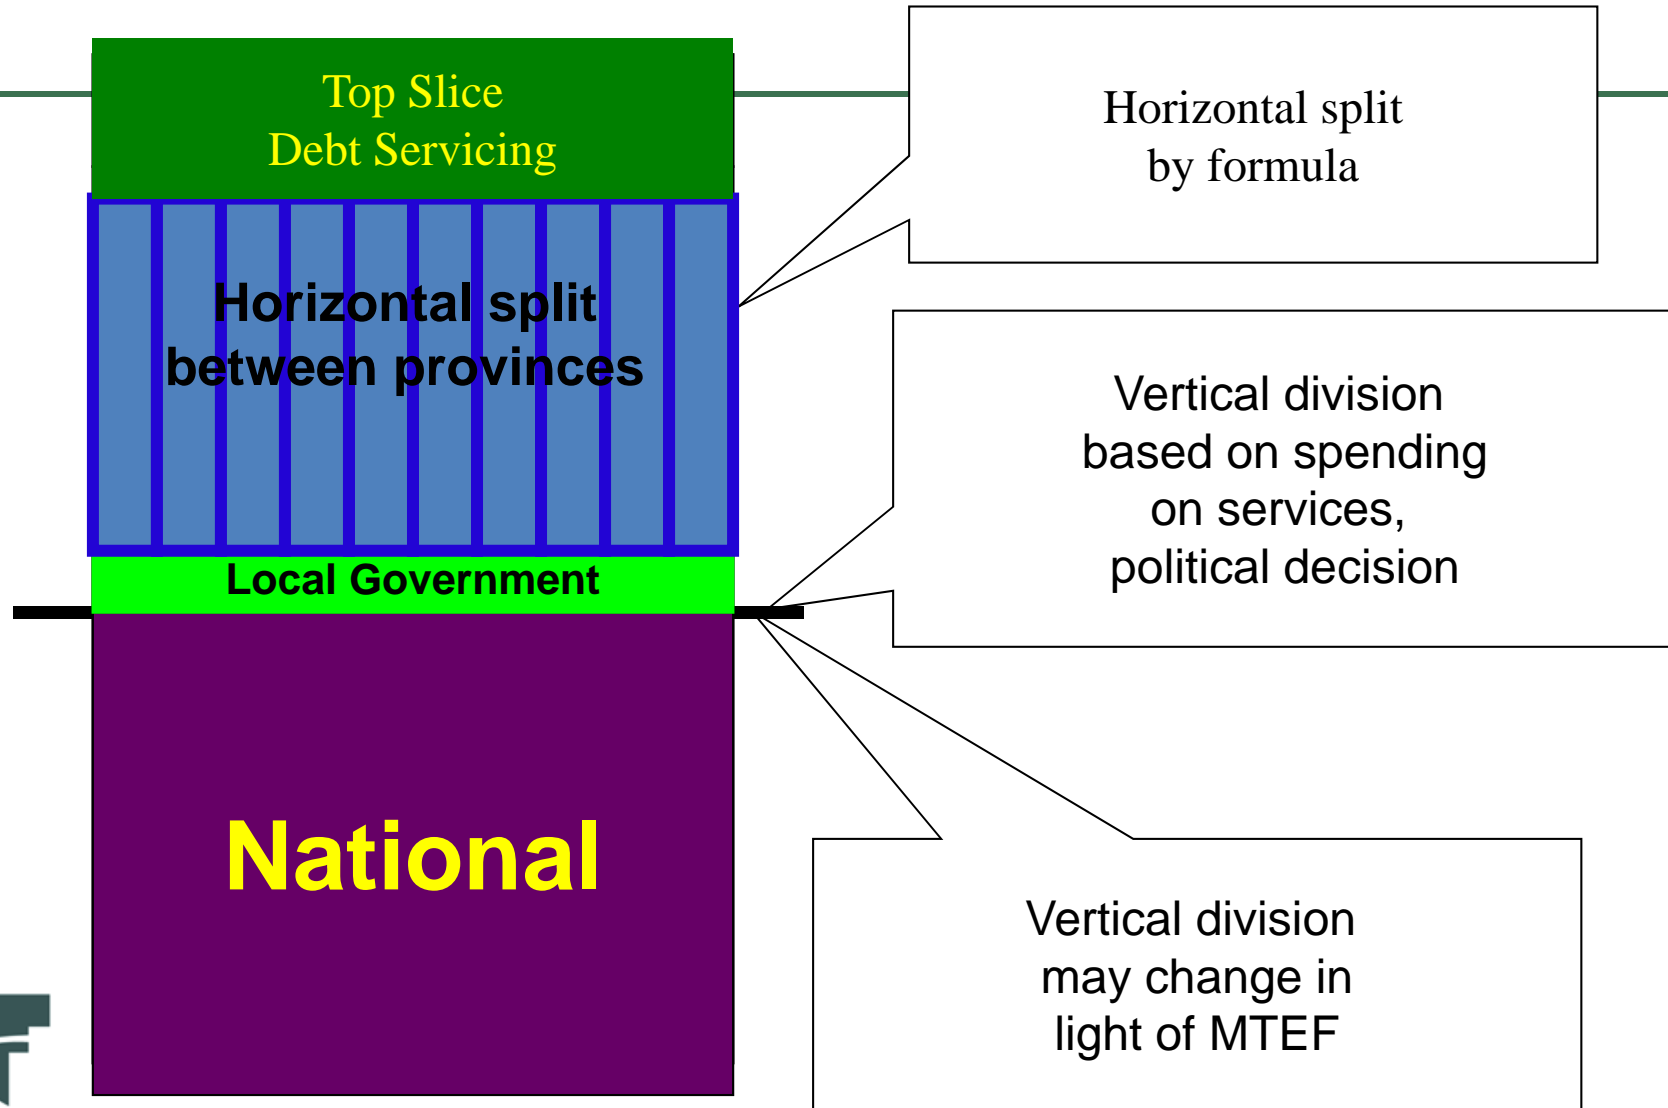 Top Slice
Debt Servicing
Horizontal split
between provinces
Local Government
National
Horizontal split
by formula
Vertical division
based on spending
on services,
political decision
Vertical division
may change in
light of MTEF